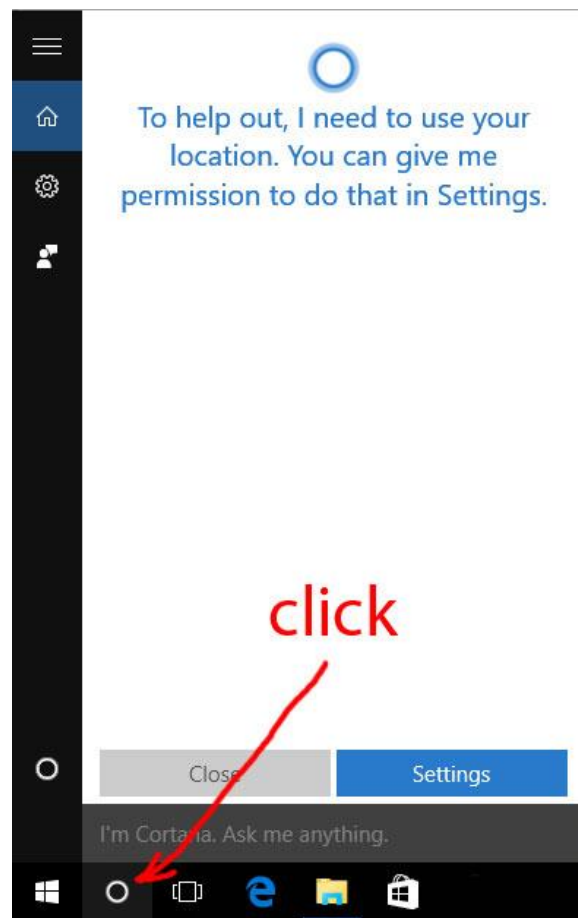 To help out, I need to use your
location. You can give me
permission to do that in Settings.
click
Close
Settings
I'm Cortana. Ask me anything.